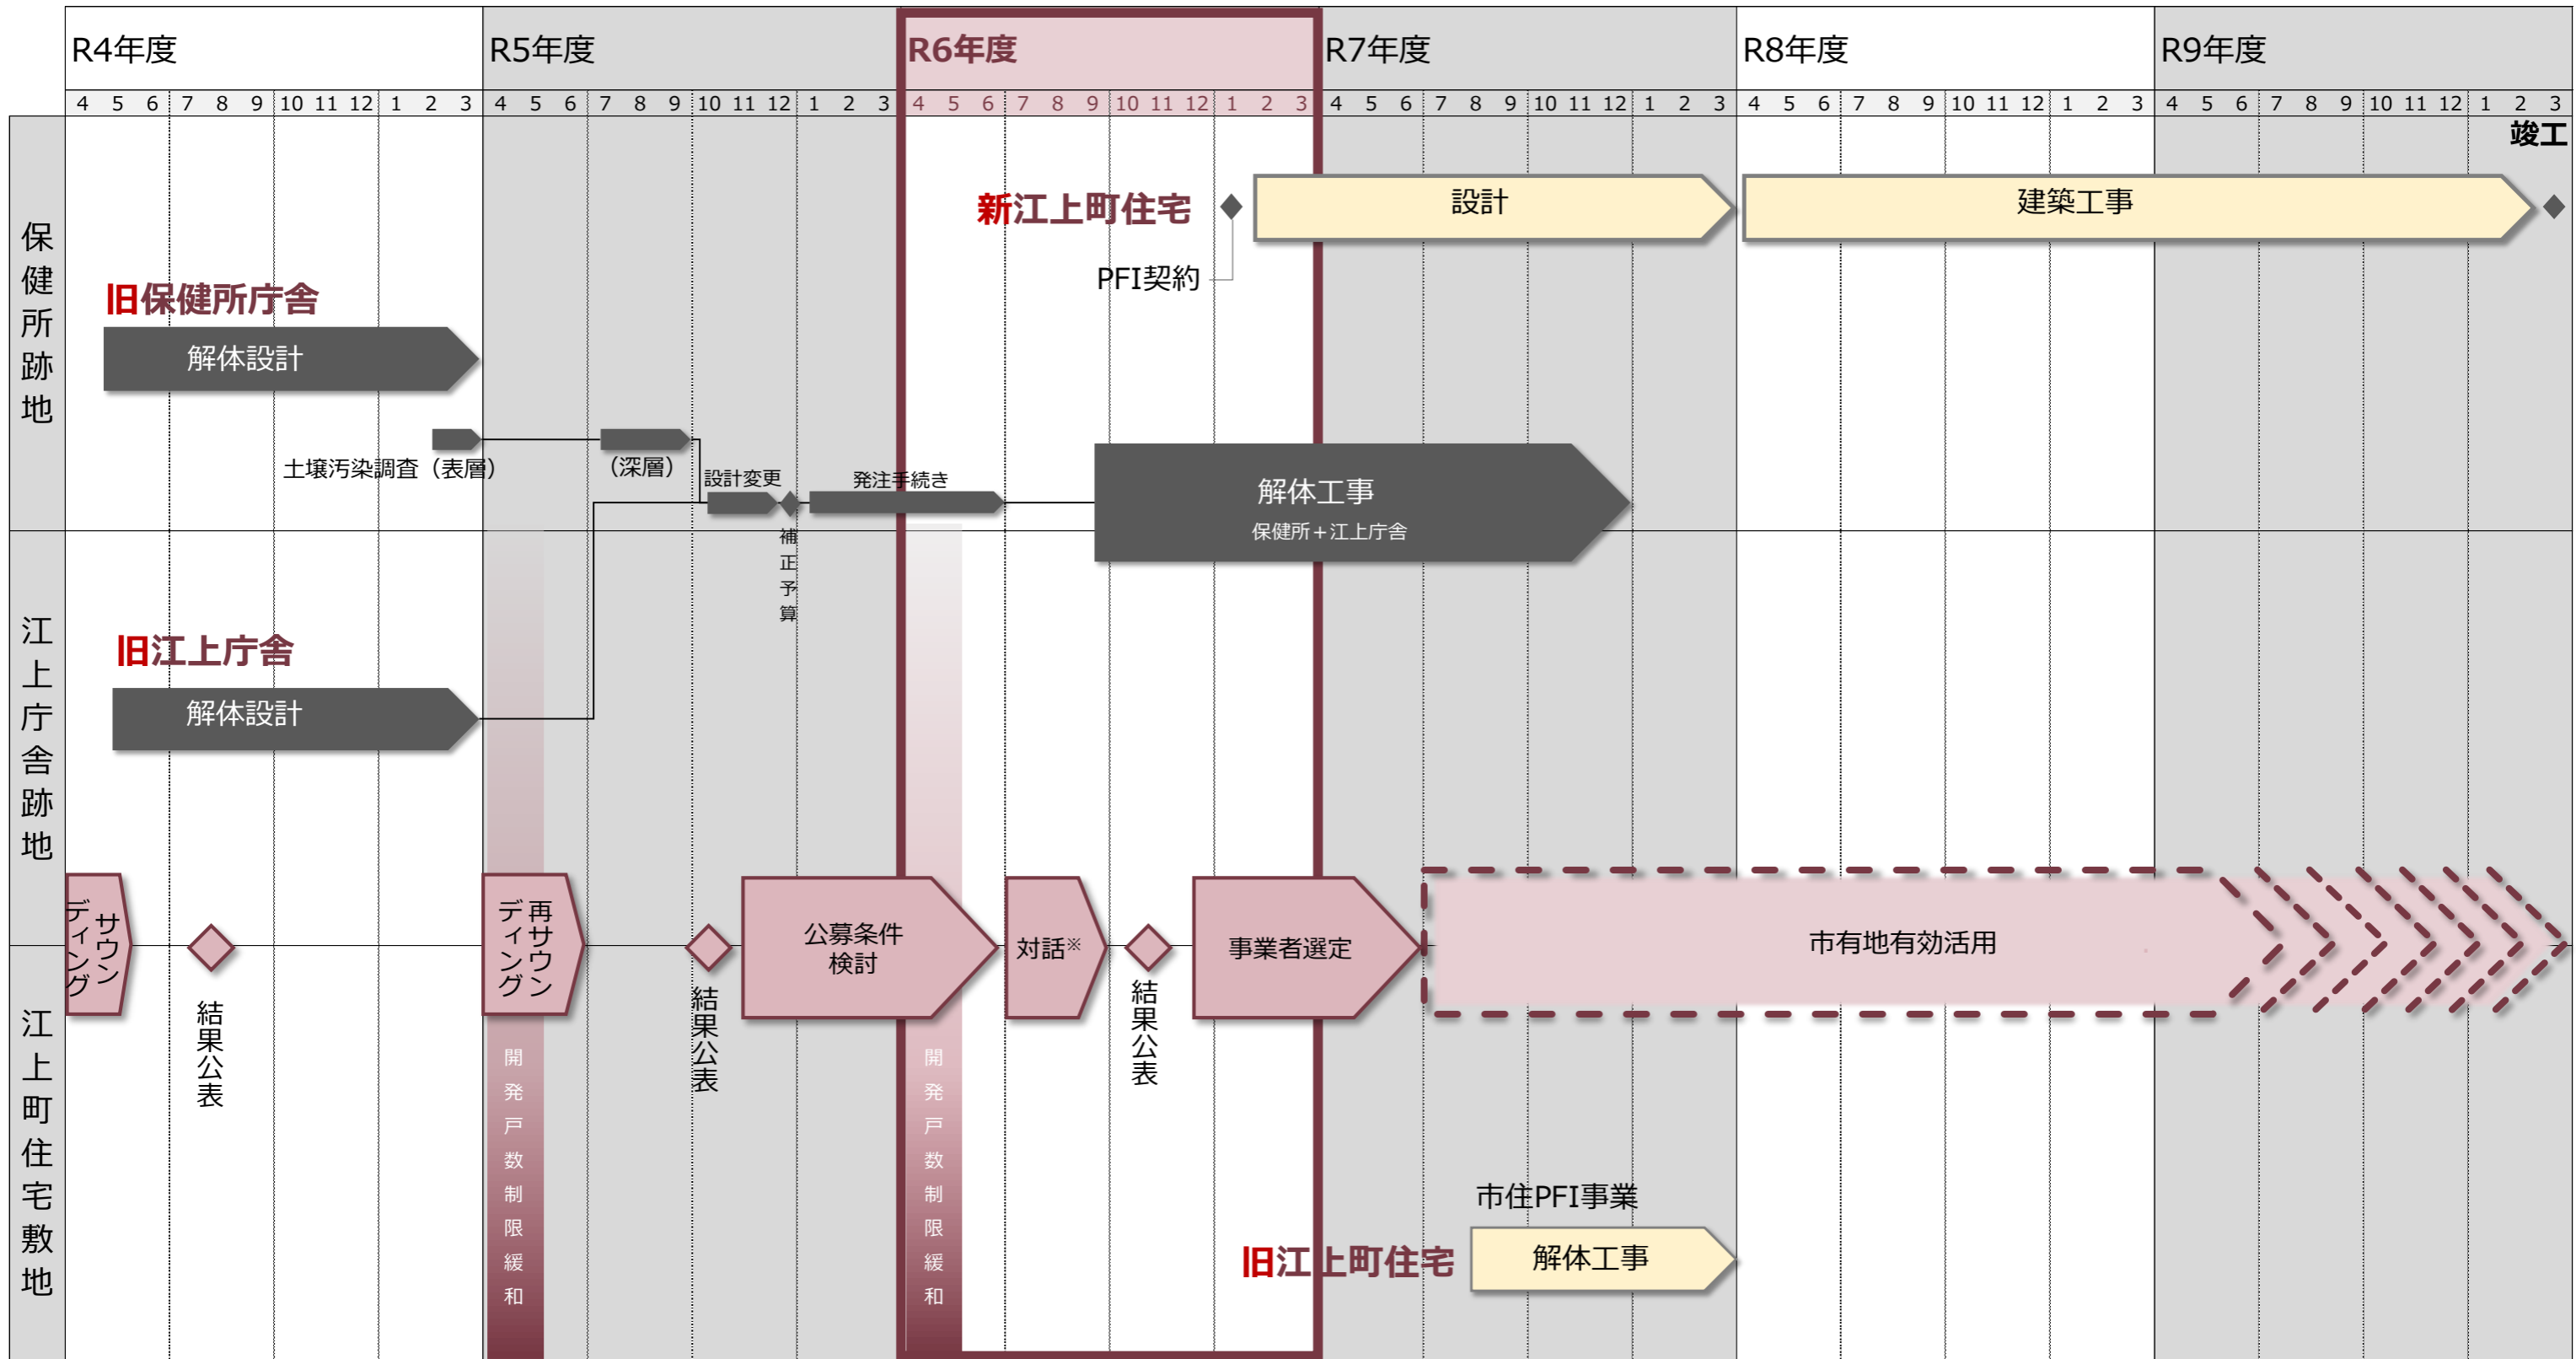 R4年度 R5年度 R6年度 R7年度 R8年度 R9年度
4 5 6 7 8 9 10 11 12 1 2 3 4 5 6 7 8 9 10 11 12 1 2 3 4 5 6 7 8 9 10 11 12 1 2 3 4 5 6 7 8 9 10 11 12 1 2 3 4 5 6 7 8 9 10 11 12 1 2 3 4 5 6 7 8 9 10 11 12 1 2 3
保健所跡地
竣工
新江上町住宅
設計
建築工事
PFI契約
旧保健所庁舎
解体設計
土壌汚染調査（表層）
（深層）
設計変更
補正予算
発注手続き
解体工事
保健所＋江上庁舎
江上庁舎跡地
旧江上庁舎
解体設計
サウンディング
結果公表
再サウンディング
結果公表
公募条件
検討
対話※
結果公表
事業者選定
市有地有効活用
江上町住宅敷地
開発戸数制限緩和
開発戸数制限緩和
市住PFI事業
旧江上町住宅
解体工事